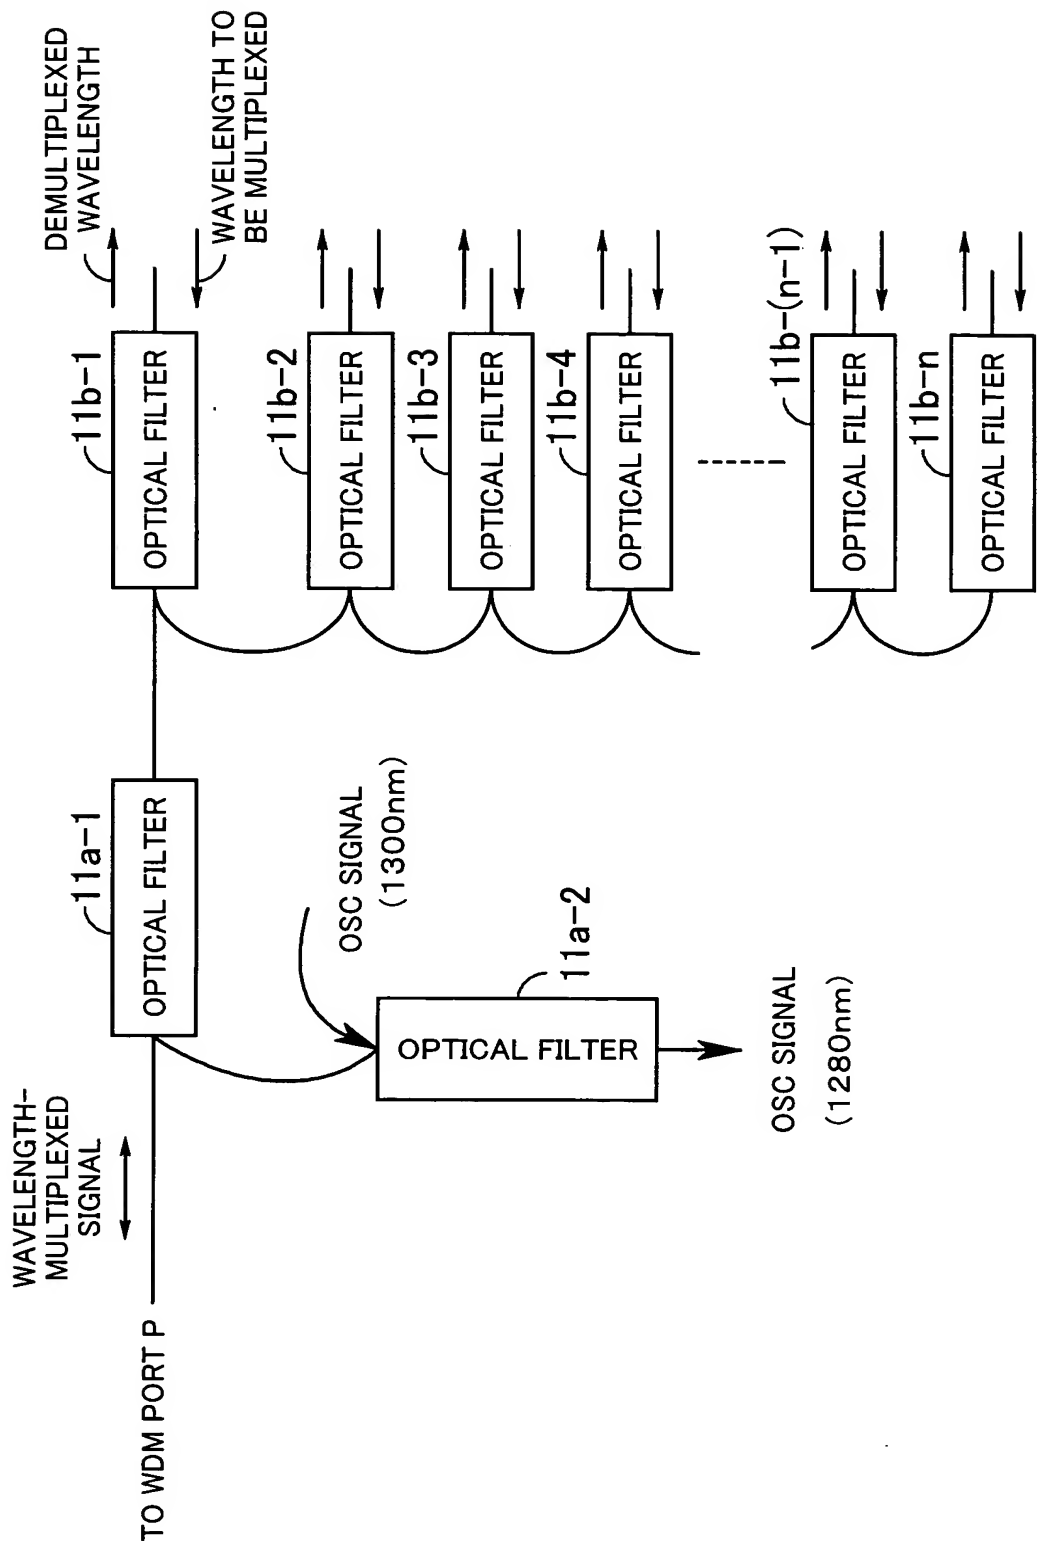 TO WDM PORT P
WAVELENGTH-
MULTIPLEXED
SIGNAL
11a-1
OPTICAL FILTER
OSC SIGNAL
(1300nm)
11a-2
OPTICAL FILTER
OSC SIGNAL
(1280nm)
DEMULTIPLEXED
WAVELENGTH
WAVELENGTH TO
BE MULTIPLEXED
11b-1
OPTICAL FILTER
11b-2
OPTICAL FILTER
11b-3
OPTICAL FILTER
11b-4
OPTICAL FILTER
11b-(n-1)
OPTICAL FILTER
11b-n
OPTICAL FILTER